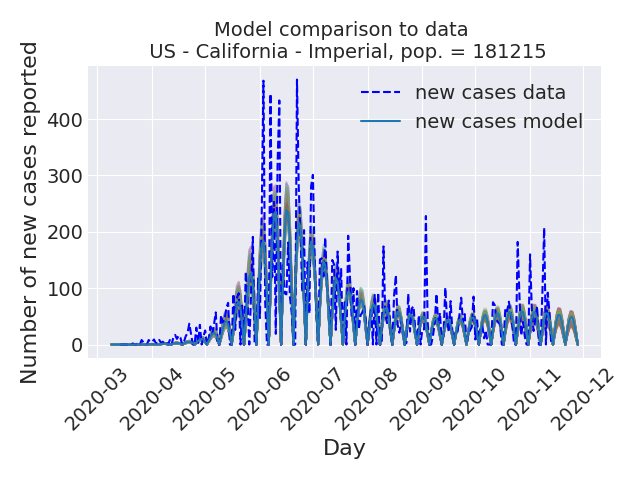 Model comparison to data
US - California - Imperial, pop. = 181215
Number of new cases reported
400
300
200
100
0
new cases data
new cases model
2020-03
2020-04
2020-05
2020-06
2020-07
2020-08
2020-09
2020-10
2020-11
2020-12
Day